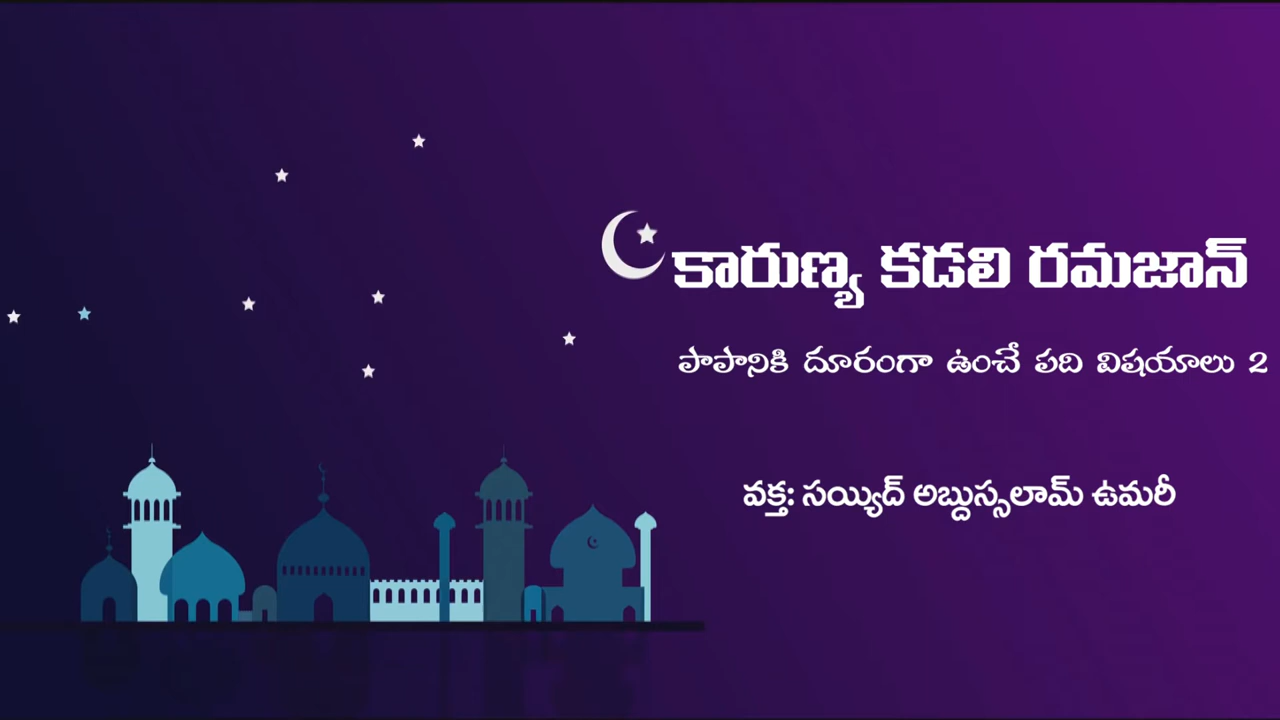 కారుణ్య కడలి రమజాన్
పాపానికి దూరంగా ఉంచే పది విషయాలు 2
వక్త: సయ్యిద్ అబ్దుస్సలామ్ ఉమరీ